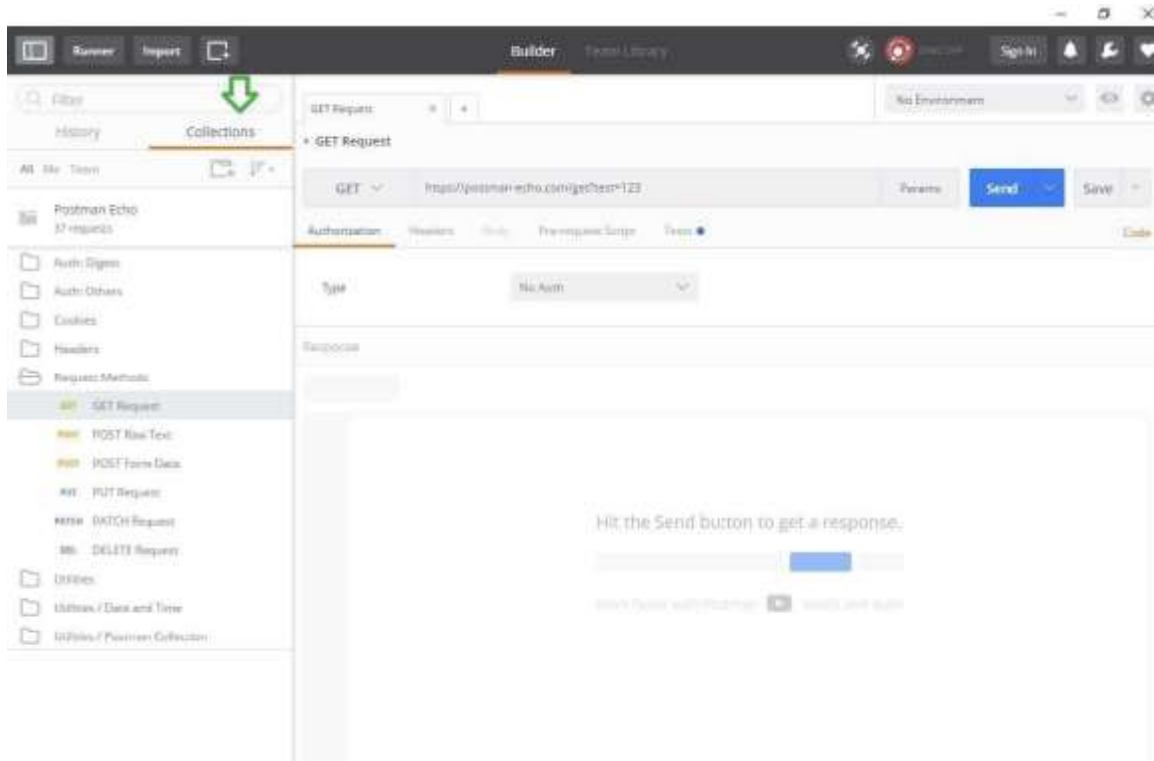 Runner Import Builder Team Library Sign In
Filter
History Collections
All Me Team
Postman Echo
37 requests
Auth: Digest
Auth: Others
Cookies
Headers
Request Methods
GET GET Request
POST POST Raw Text
POST POST Form Data
PUT PUT Request
PATCH PATCH Request
DEL DELETE Request
Utilities
Utilities / Date and Time
Utilities / Postman Collection
GET Request
No Environment
GET Request
GET https://postman-echo.com/get?test=123 Params Send Save
Authorization Headers Body Pre-request Script Tests Code
Type No Auth
Response
Hit the Send button to get a response.